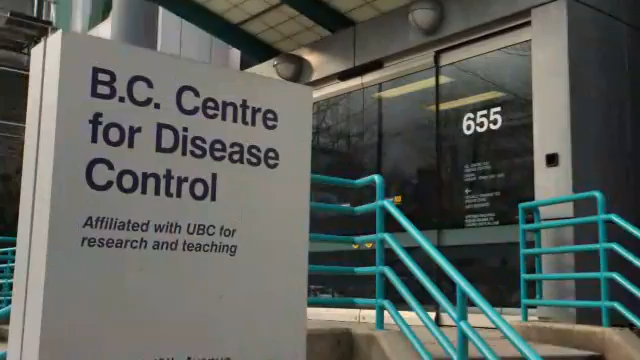 B.C. Centre
for Disease
Control
Affiliated with UBC for
research and teaching
655